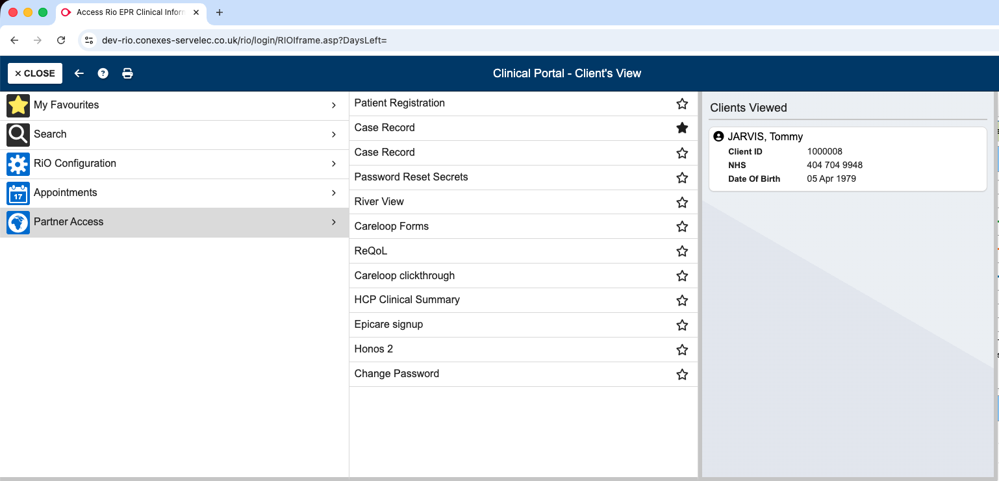 Access Rio EPR Clinical Inforn
dev-rio.conexes-servelec.co.uk/rio/login/RIOIframe.asp?DaysLeft=
× CLOSE
Clinical Portal - Client's View
My Favourites
Search
RiO Configuration
17
Appointments
Partner Access
Patient Registration
Case Record
Case Record
Password Reset Secrets
River View
Careloop Forms
ReQoL
Careloop clickthrough
HCP Clinical Summary
Epicare signup
Honos 2
Change Password
Clients Viewed
JARVIS, Tommy
Client ID 1000008
NHS 404 704 9948
Date Of Birth 05 Apr 1979